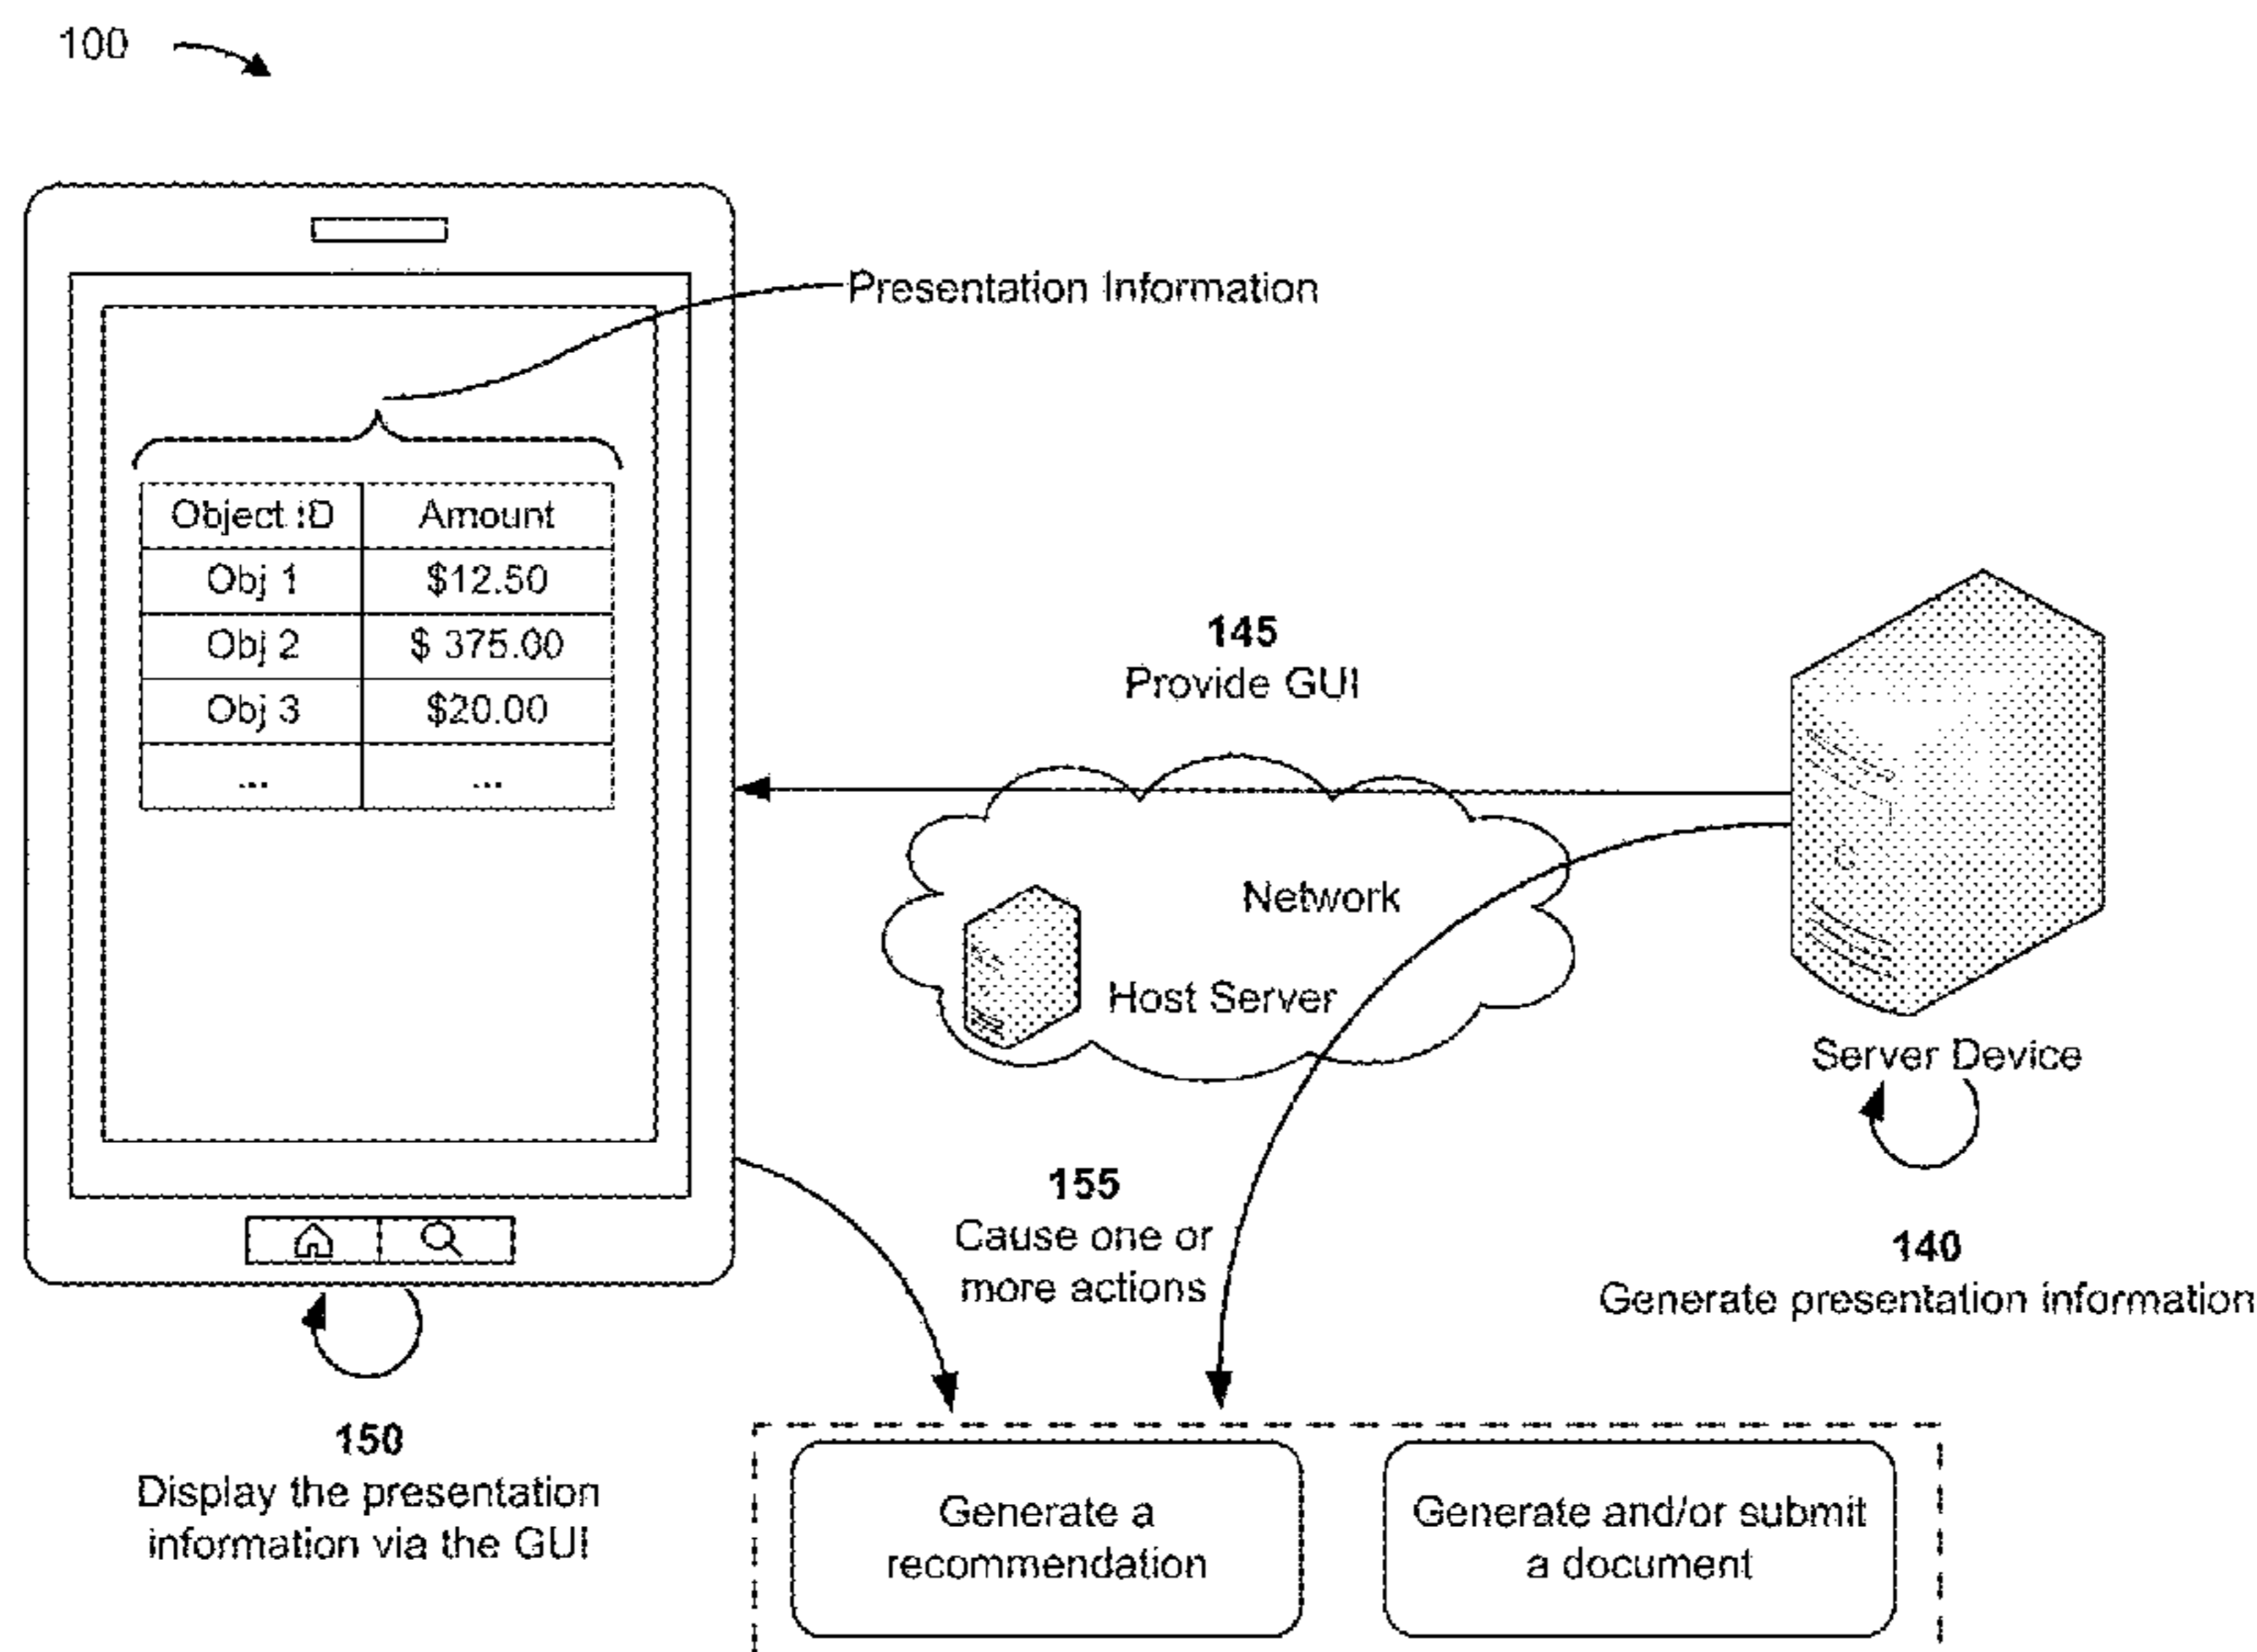 100
Presentation Information
Object ID Amount
Obj 1 $12.50
Obj 2 $ 375.00
Obj 3 $20.00
... ...
145
Provide GUI
Network
Host Server
Server Device
155
Cause one or
more actions
140
Generate presentation information
150
Display the presentation
information via the GUI
Generate a
recommendation
Generate and/or submit
a document